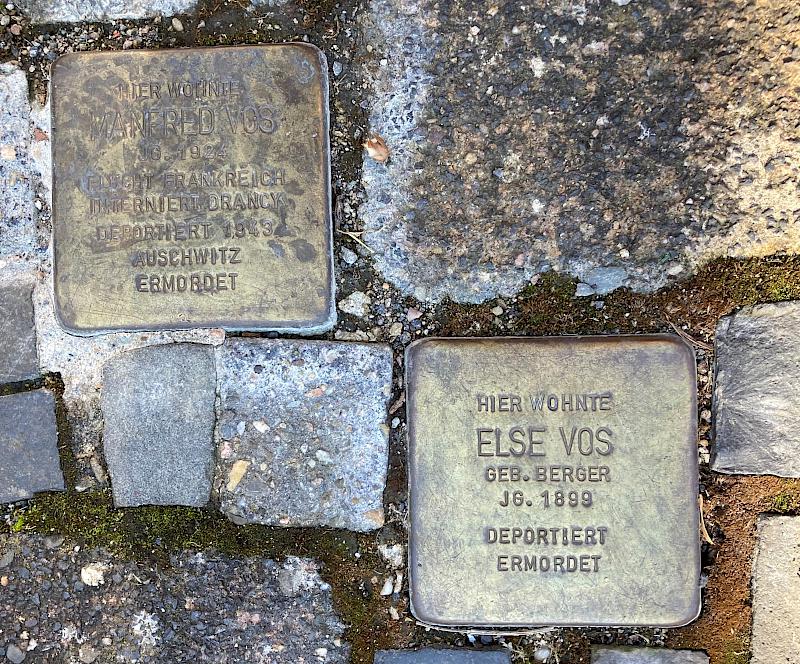 HIER WOHNTE
MANFRED VOS
JG. 1924
FLUCHT FRANKREICH
INTERNIERT DRANCY
DEPORTIERT 1943
AUSCHWITZ
ERMORDET
HIER WOHNTE
ELSE VOS
GEB. BERGER
JG. 1899
DEPORTIERT
ERMORDET